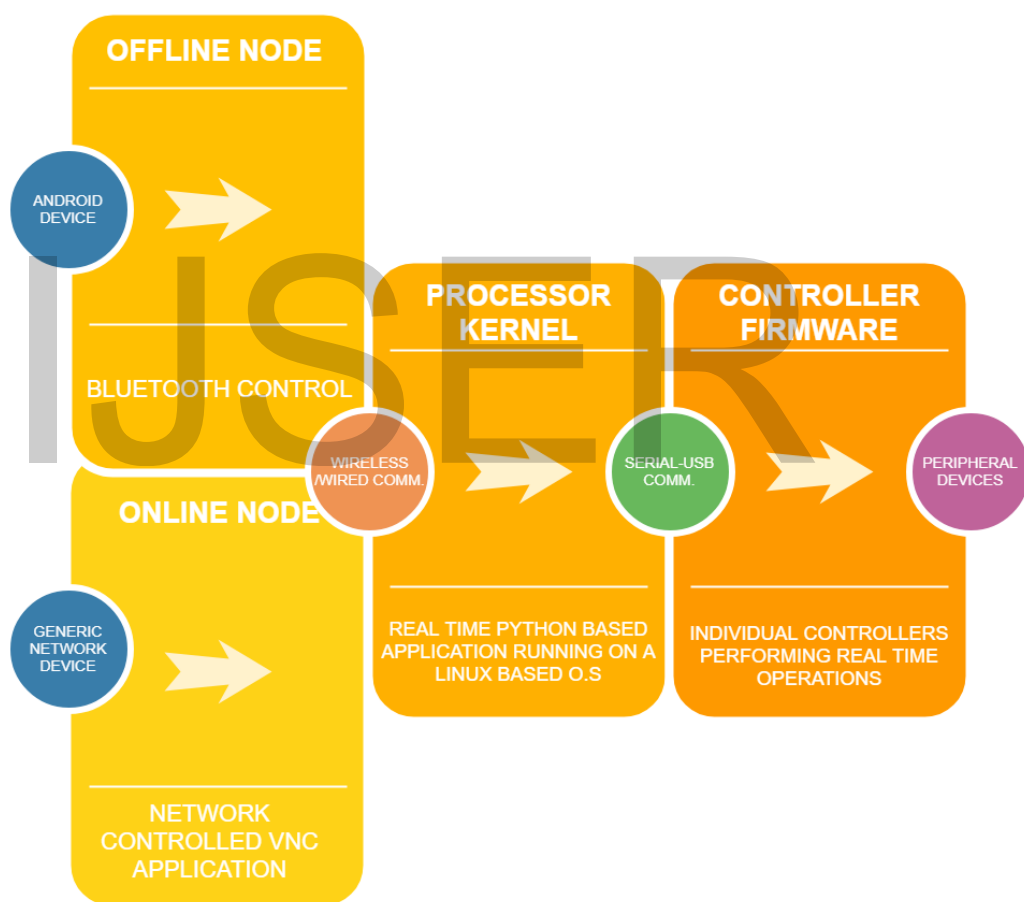 OFFLINE NODE
ANDROID
DEVICE
BLUETOOTH CONTROL
ONLINE NODE
GENERIC
NETWORK
DEVICE
NETWORK
CONTROLLED VNC
APPLICATION
WIRELESS
/WIRED COMM.
PROCESSOR
KERNEL
REAL TIME PYTHON BASED
APPLICATION RUNNING ON A
LINUX BASED O.S
SERIAL-USB
COMM.
CONTROLLER
FIRMWARE
INDIVIDUAL CONTROLLERS
PERFORMING REAL TIME
OPERATIONS
PERIPHERAL
DEVICES
IJSER